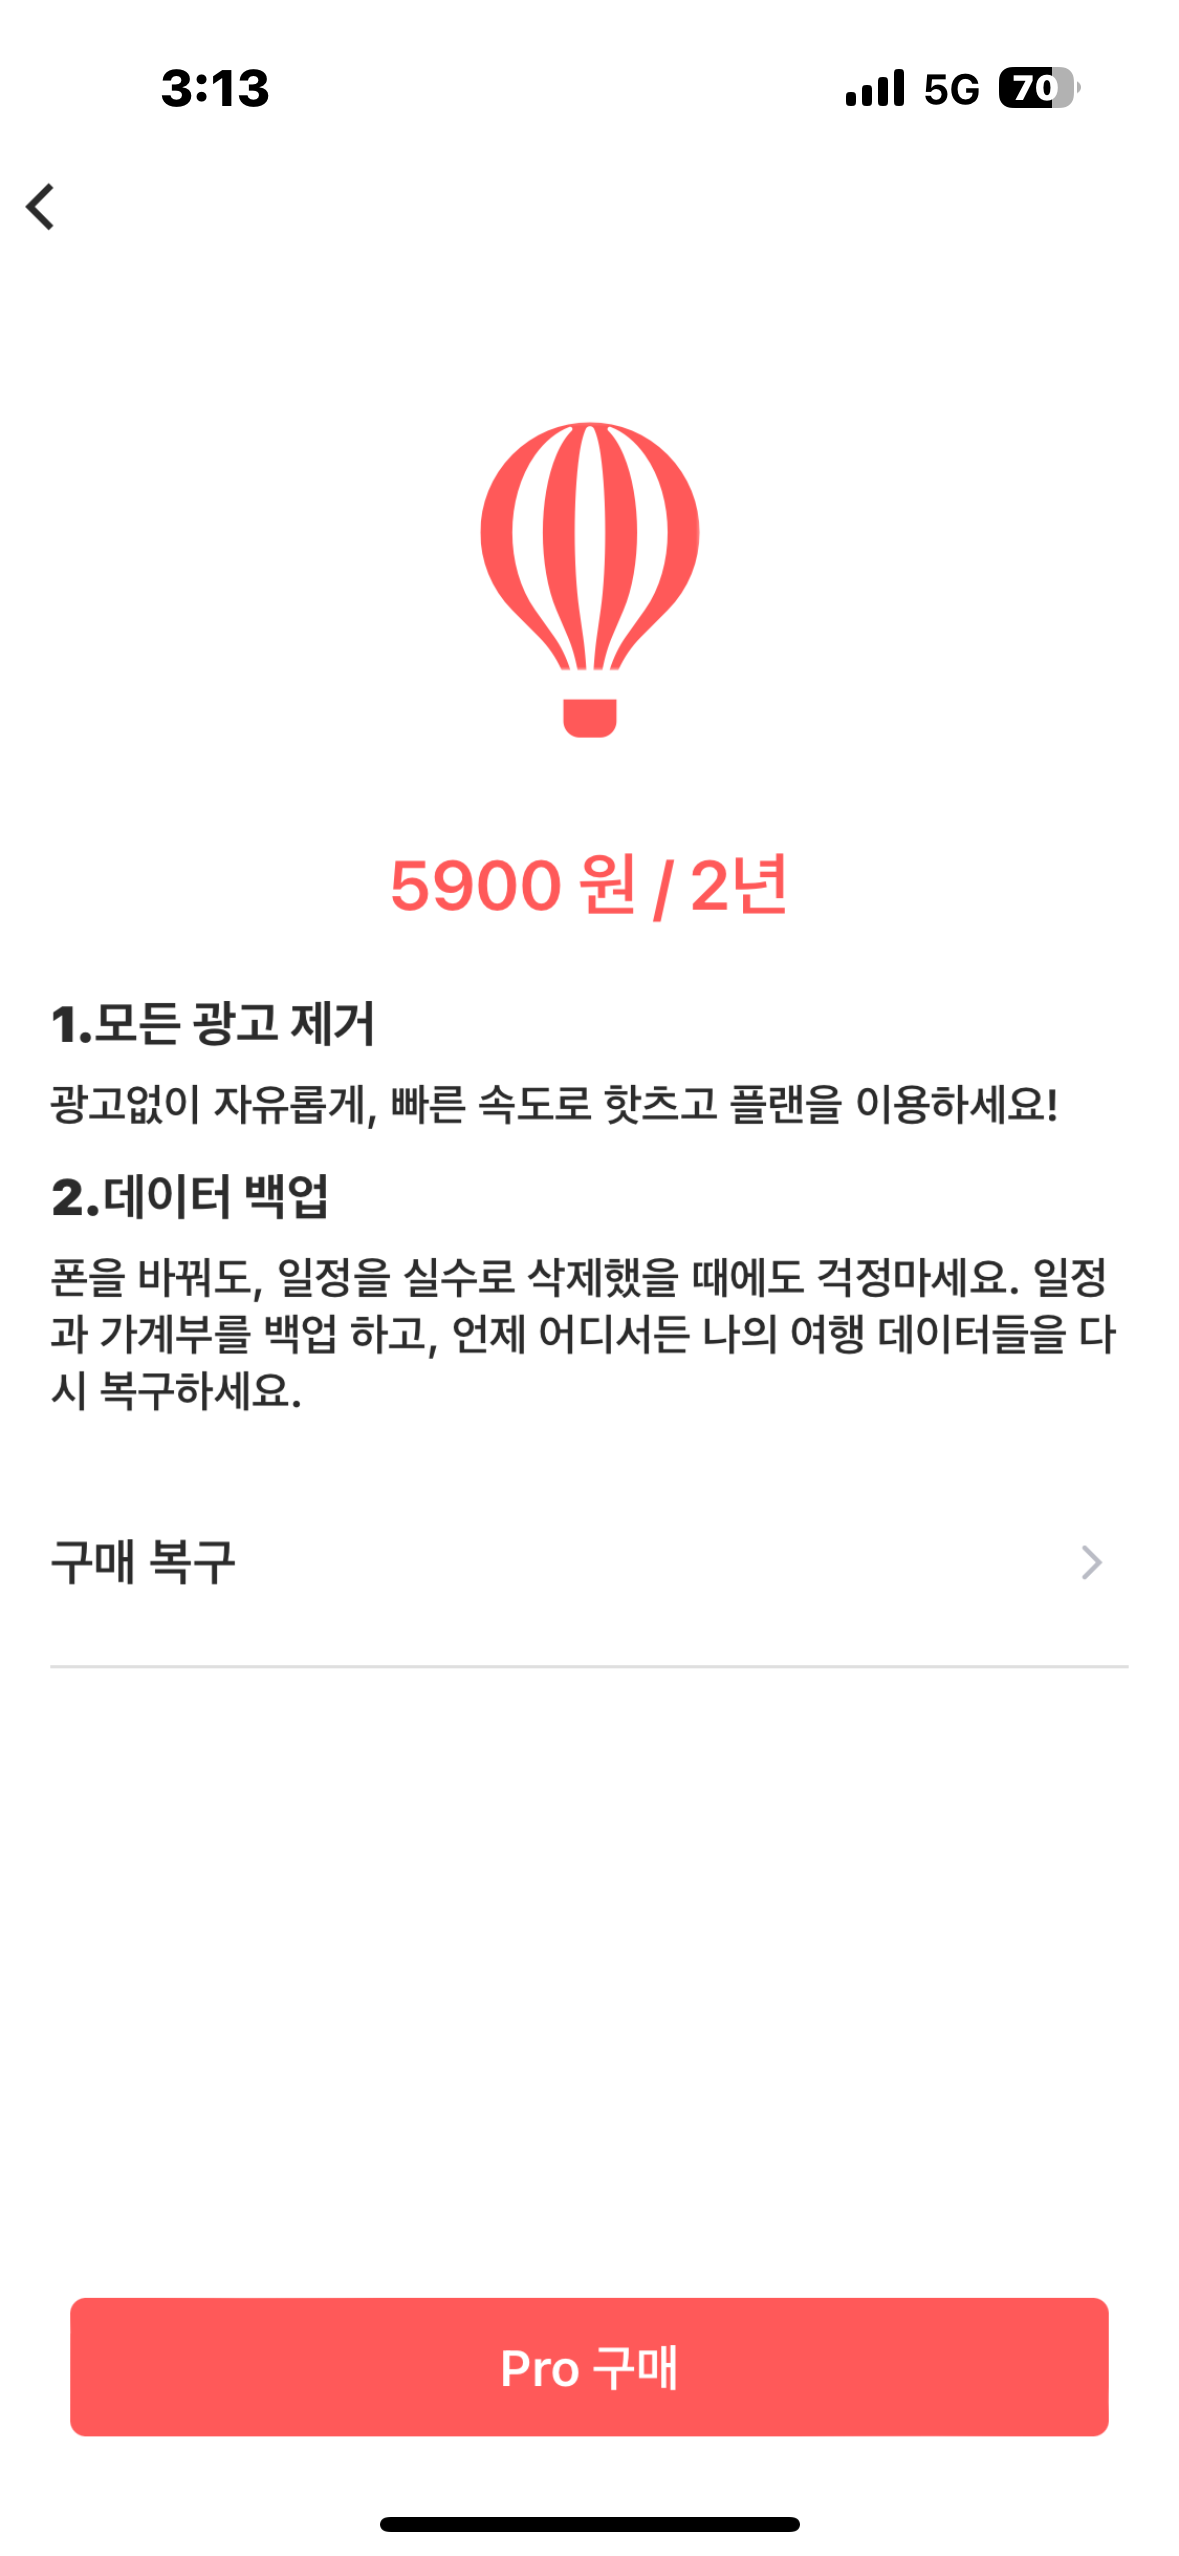 3:13
5G 70
5900 원 / 2년
1.모든 광고 제거
광고없이 자유롭게, 빠른 속도로 핫츠고 플랜을 이용하세요!
2.데이터 백업
폰을 바꿔도, 일정을 실수로 삭제했을 때에도 걱정마세요. 일정
과 가계부를 백업 하고, 언제 어디서든 나의 여행 데이터들을 다
시 복구하세요.
구매 복구
Pro 구매